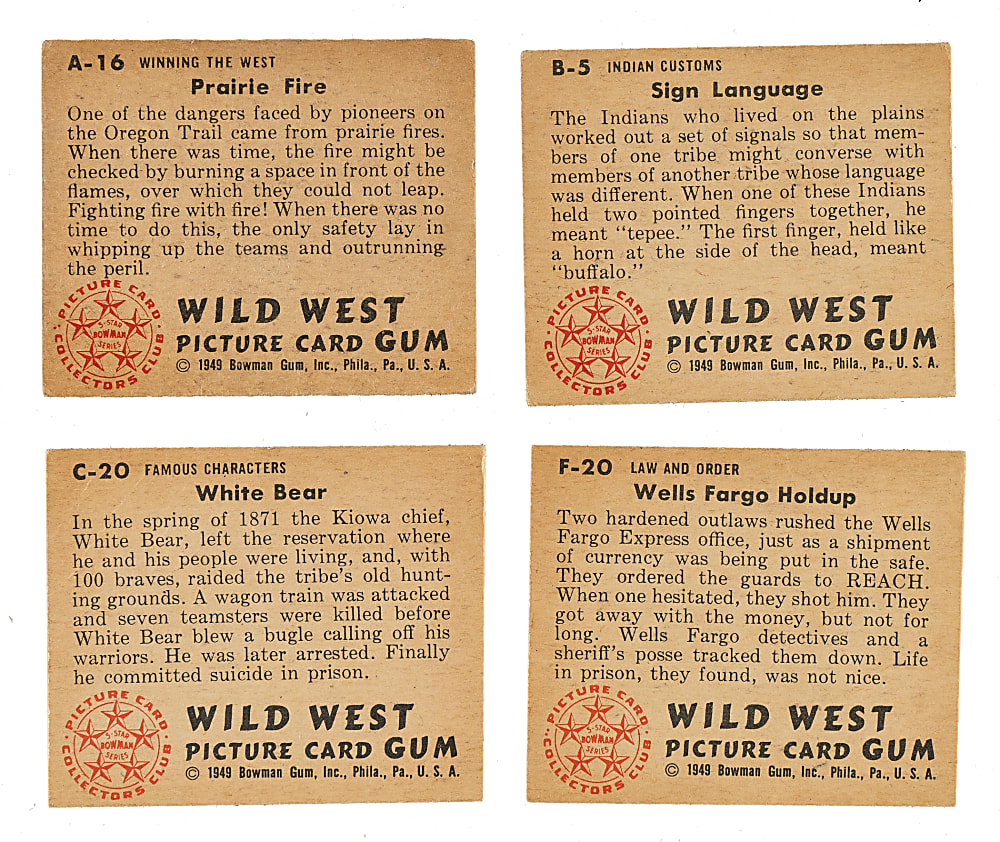 A-16 WINNING THE WEST
Prairie Fire
One of the dangers faced by pioneers on
the Oregon Trail came from prairie fires.
When there was time, the fire might be
checked by burning a space in front of the
flames, over which they could not leap.
Fighting fire with fire! When there was no
time to do this, the only safety lay in
whipping up the teams and outrunning
the peril.
PICTURE CARD
COLLECTORS CLUB
5-STAR
BOWMAN
SERIES
WILD WEST
PICTURE CARD GUM
© 1949 Bowman Gum, Inc., Phila., Pa., U. S. A.
B-5 INDIAN CUSTOMS
Sign Language
The Indians who lived on the plains
worked out a set of signals so that mem-
bers of one tribe might converse with
members of another tribe whose language
was different. When one of these Indians
held two pointed fingers together, he
meant “tepee.” The first finger, held like
a horn at the side of the head, meant
“buffalo.”
PICTURE CARD
COLLECTORS CLUB
5-STAR
BOWMAN
SERIES
WILD WEST
PICTURE CARD GUM
© 1949 Bowman Gum, Inc., Phila., Pa., U. S. A.
C-20 FAMOUS CHARACTERS
White Bear
In the spring of 1871 the Kiowa chief,
White Bear, left the reservation where
he and his people were living, and, with
100 braves, raided the tribe’s old hunt-
ing grounds. A wagon train was attacked
and seven teamsters were killed before
White Bear blew a bugle calling off his
warriors. He was later arrested. Finally
he committed suicide in prison.
PICTURE CARD
COLLECTORS CLUB
5-STAR
BOWMAN
SERIES
WILD WEST
PICTURE CARD GUM
© 1949 Bowman Gum, Inc., Phila., Pa., U. S. A.
F-20 LAW AND ORDER
Wells Fargo Holdup
Two hardened outlaws rushed the Wells
Fargo Express office, just as a shipment
of currency was being put in the safe.
They ordered the guards to REACH.
When one hesitated, they shot him. They
got away with the money, but not for
long. Wells Fargo detectives and a
sheriff’s posse tracked them down. Life
in prison, they found, was not nice.
PICTURE CARD
COLLECTORS CLUB
5-STAR
BOWMAN
SERIES
WILD WEST
PICTURE CARD GUM
© 1949 Bowman Gum, Inc., Phila., Pa., U. S. A.